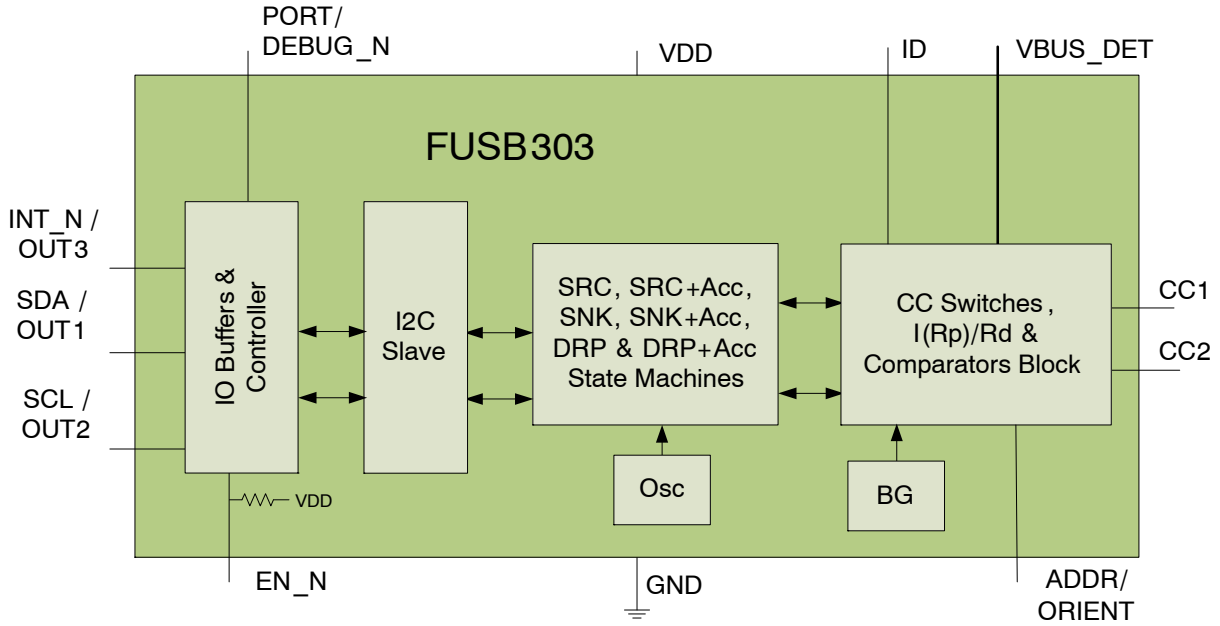 PORT/
DEBUG_N
VDD
ID
VBUS_DET
FUSB303
INT_N /
OUT3
SDA /
OUT1
SCL /
OUT2
IO Buffers &
Controller
I2C
Slave
SRC, SRC+Acc,
SNK, SNK+Acc,
DRP & DRP+Acc
State Machines
CC Switches ,
I(Rp)/Rd &
Comparators Block
CC1
CC2
Osc
BG
VDD
EN_N
GND
ADDR/
ORIENT